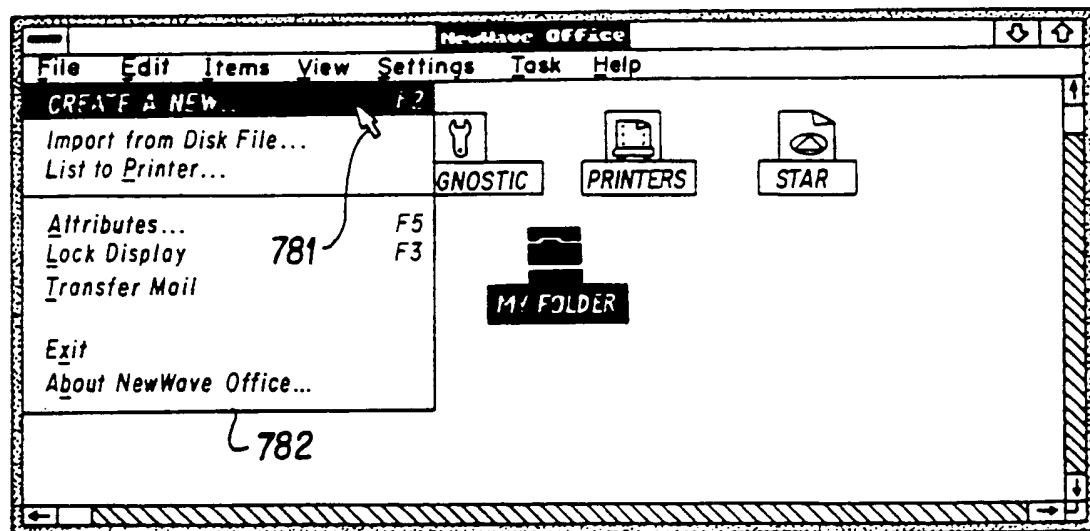 NewWave Office
File Edit Items View Settings Task Help
CREATE A NEW... F2
Import from Disk File...
List to Printer...
GNOSTIC PRINTERS STAR
Attributes... F5
Lock Display 781 F3
Transfer Mail
MY FOLDER
Exit
About NewWave Office...
782